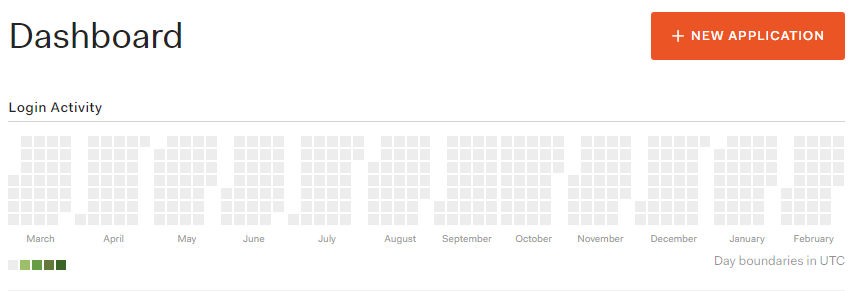 Dashboard
+ NEW APPLICATION
Login Activity
March April May June July August September October November December January February
Day boundaries in UTC